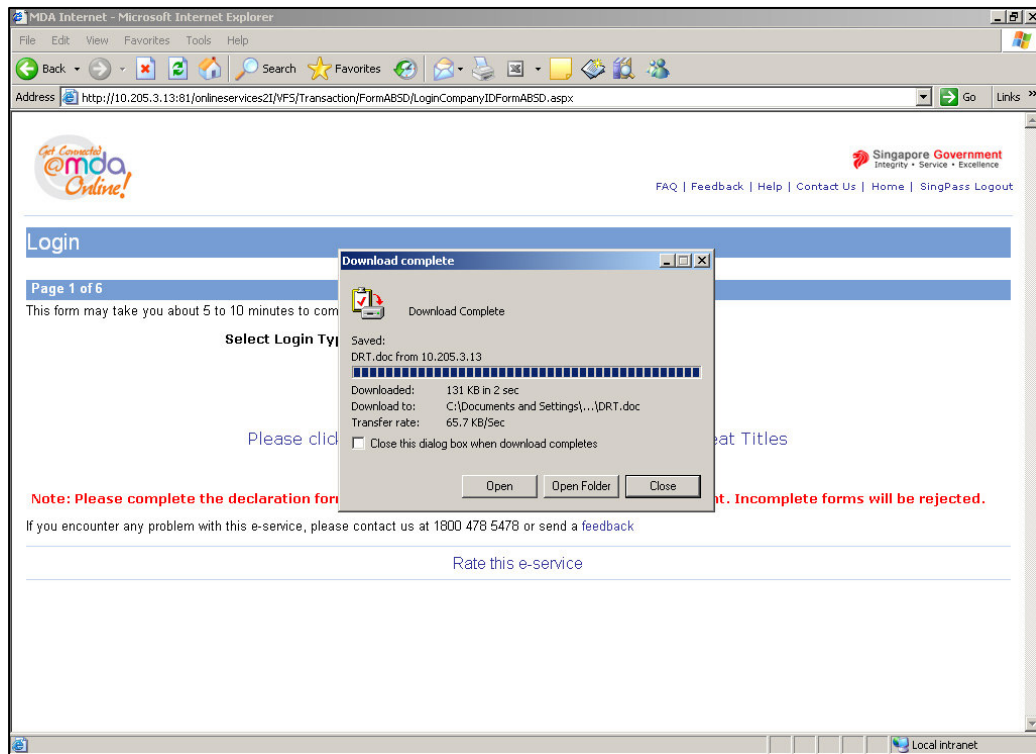 MDA Internet - Microsoft Internet Explorer
File Edit View Favorites Tools Help
Back Search Favorites
Address http://10.205.3.13:81/onlineservices2I/VFS/Transaction/FormABSD/LoginCompanyIDFormABSD.aspx Go Links »
Get Connected
@mda
Online!
Singapore Government
Integrity • Service • Excellence
FAQ | Feedback | Help | Contact Us | Home | SingPass Logout
Login
Page 1 of 6
This form may take you about 5 to 10 minutes to com
Select Login Ty
Download complete
Download Complete
Saved:
DRT.doc from 10.205.3.13
Downloaded: 131 KB in 2 sec
Download to: C:\Documents and Settings\...\DRT.doc
Transfer rate: 65.7 KB/Sec
Close this dialog box when download completes
Open Open Folder Close
Please clic eat Titles
Note: Please complete the declaration for t. Incomplete forms will be rejected.
If you encounter any problem with this e-service, please contact us at 1800 478 5478 or send a feedback
Rate this e-service
Local intranet